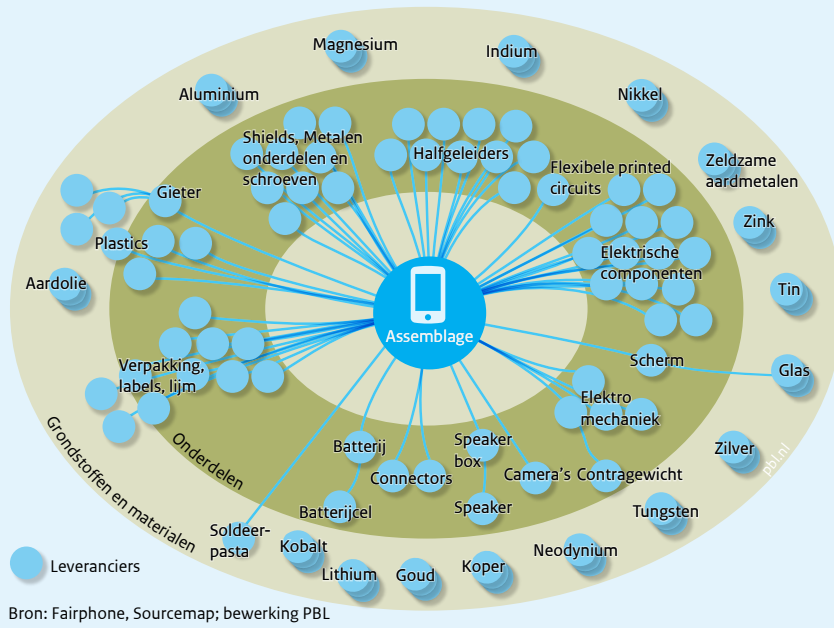 Magnesium
Indium
Aluminium
Nikkel
Shields, Metalen
onderdelen en
schroeven
Halfgeleiders
Flexibele printed
circuits
Zeldzame
aardmetalen
Gieter
Zink
Plastics
Elektrische
componenten
Aardolie
Tin
Assemblage
Verpakking,
labels, lijm
Scherm
Glas
Elektro
mechaniek
Grondstoffen en materialen
Onderdelen
Batterij
Speaker
box
Zilver
pbl.nl
Connectors
Camera's
Contragewicht
Batterijcel
Speaker
Tungsten
Soldeer-
pasta
Kobalt
Neodynium
Leveranciers
Lithium
Goud
Koper
Bron: Fairphone, Sourcemap; bewerking PBL